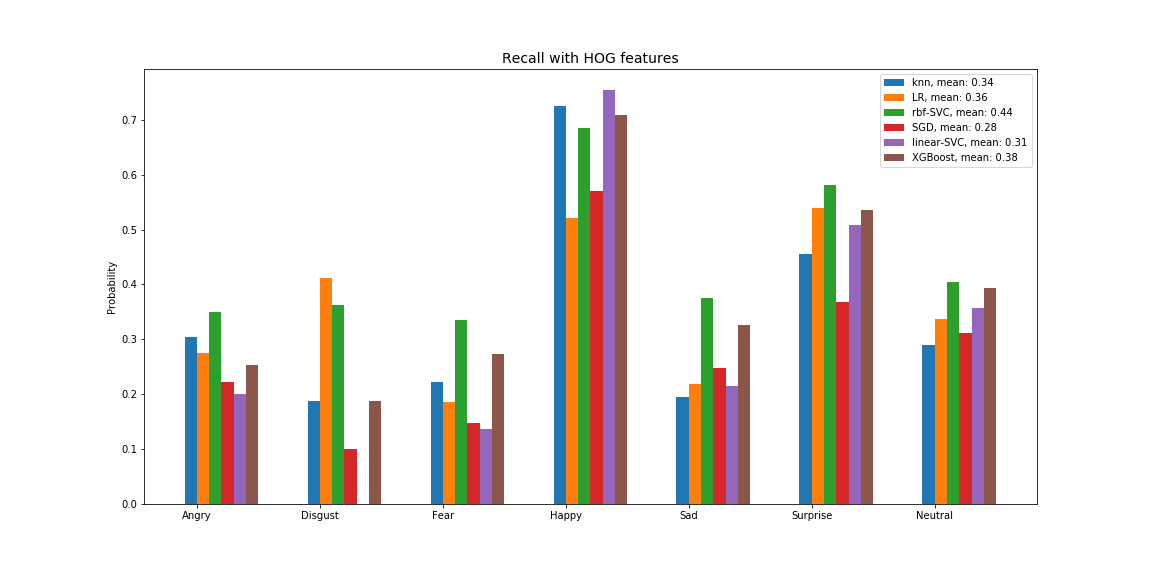 Recall with HOG features
knn, mean: 0.34
LR, mean: 0.36
rbf-SVC, mean: 0.44
SGD, mean: 0.28
linear-SVC, mean: 0.31
XGBoost, mean: 0.38
Probability
0.7
0.6
0.5
0.4
0.3
0.2
0.1
0.0
Angry Disgust Fear Happy Sad Surprise Neutral